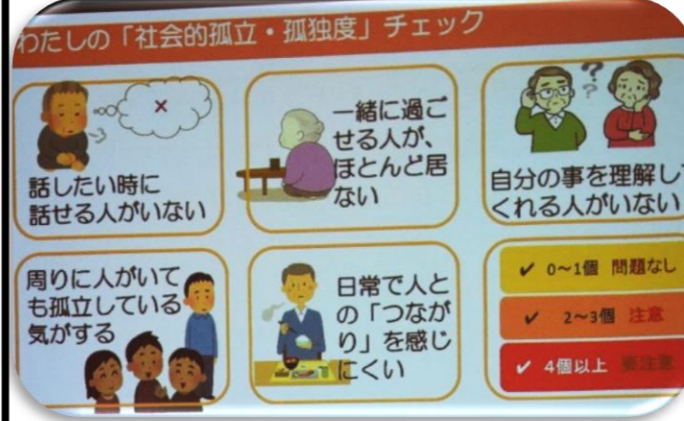 わたしの「社会的孤立・孤独度」チェック
話したい時に
話せる人がいない
一緒に過ご
せる人が、
ほとんど居
ない
自分の事を理解して
くれる人がいない
周りに人がいて
も孤立している
気がする
日常で人と
の「つなが
り」を感じ
にくい
✔ 0～1個 問題なし
✔ 2～3個 注意
✔ 4個以上 要注意